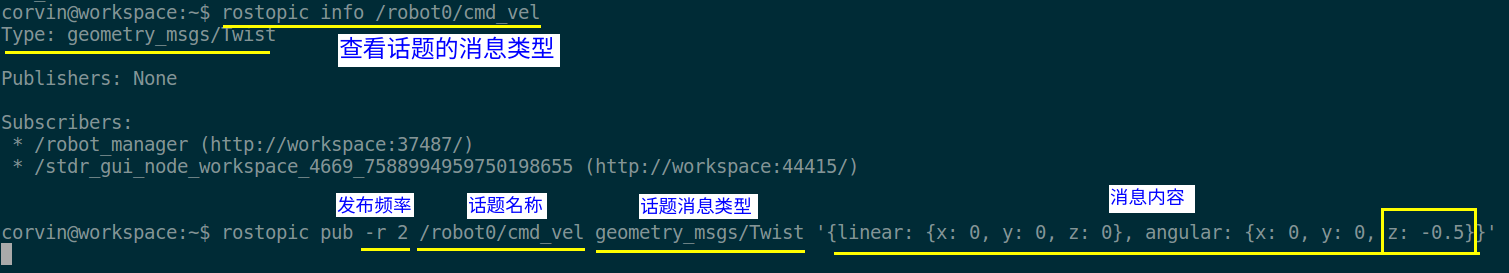 corvin@workspace:~$ rostopic info /robot0/cmd_vel
Type: geometry_msgs/Twist
查看话题的消息类型
Publishers: None
Subscribers:
* /robot_manager (http://workspace:37487/)
* /stdr_gui_node_workspace_4669_7588994959750198655 (http://workspace:44415/)
发布频率 话题名称 话题消息类型 消息内容
corvin@workspace:~$ rostopic pub -r 2 /robot0/cmd_vel geometry_msgs/Twist '{linear: {x: 0, y: 0, z: 0}, angular: {x: 0, y: 0, z: -0.5}}'